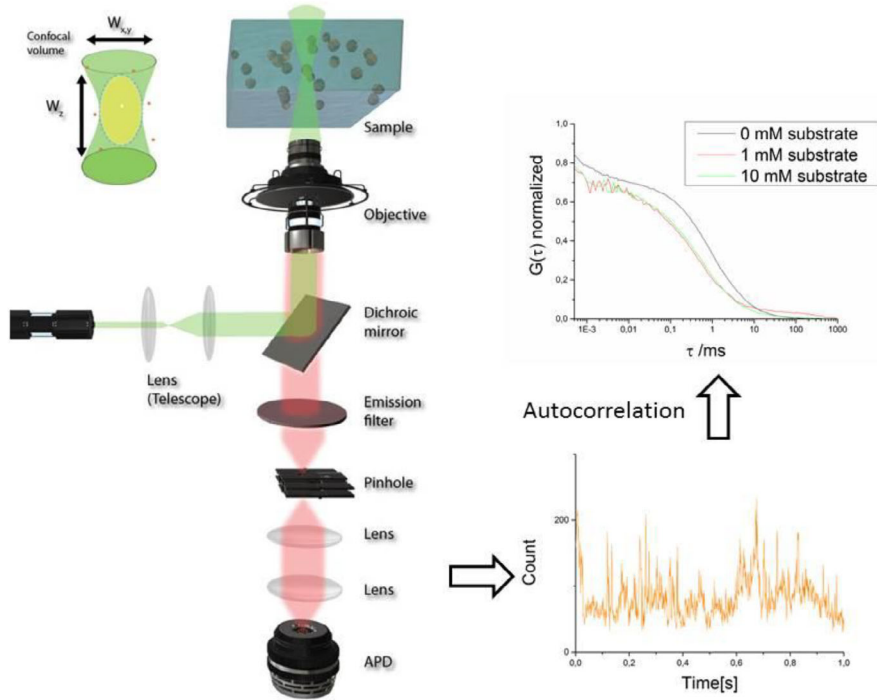 Confocal
volume
Wx,y
Wz
Sample
Objective
Dichroic
mirror
Lens
(Telescope)
Emission
filter
Pinhole
Lens
Lens
APD
1,0
0,8
0,6
0,4
0,2
0,0
G(τ) normalized
0 mM substrate
1 mM substrate
10 mM substrate
1E-3
0,01
0,1
1
10
100
1000
τ /ms
Autocorrelation
200
0
Count
0,0
0,2
0,4
0,6
0,8
1,0
Time[s]